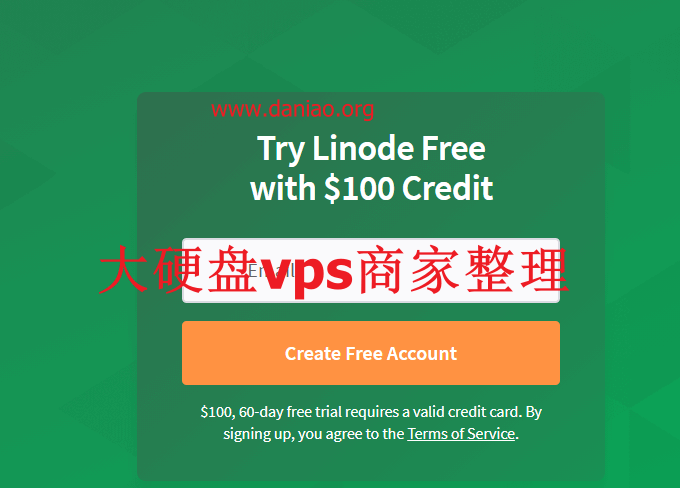 www.daniao.org
Try Linode Free
with $100 Credit
Email
大硬盘vps商家整理
Create Free Account
$100, 60-day free trial requires a valid credit card. By
signing up, you agree to the Terms of Service.